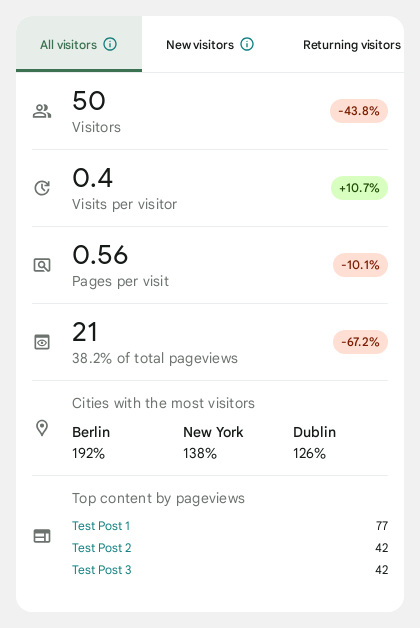 All visitors New visitors Returning visitors
50
-43.8%
Visitors
0.4
+10.7%
Visits per visitor
0.56
-10.1%
Pages per visit
21
-67.2%
38.2% of total pageviews
Cities with the most visitors
Berlin New York Dublin
192% 138% 126%
Top content by pageviews
Test Post 1 77
Test Post 2 42
Test Post 3 42